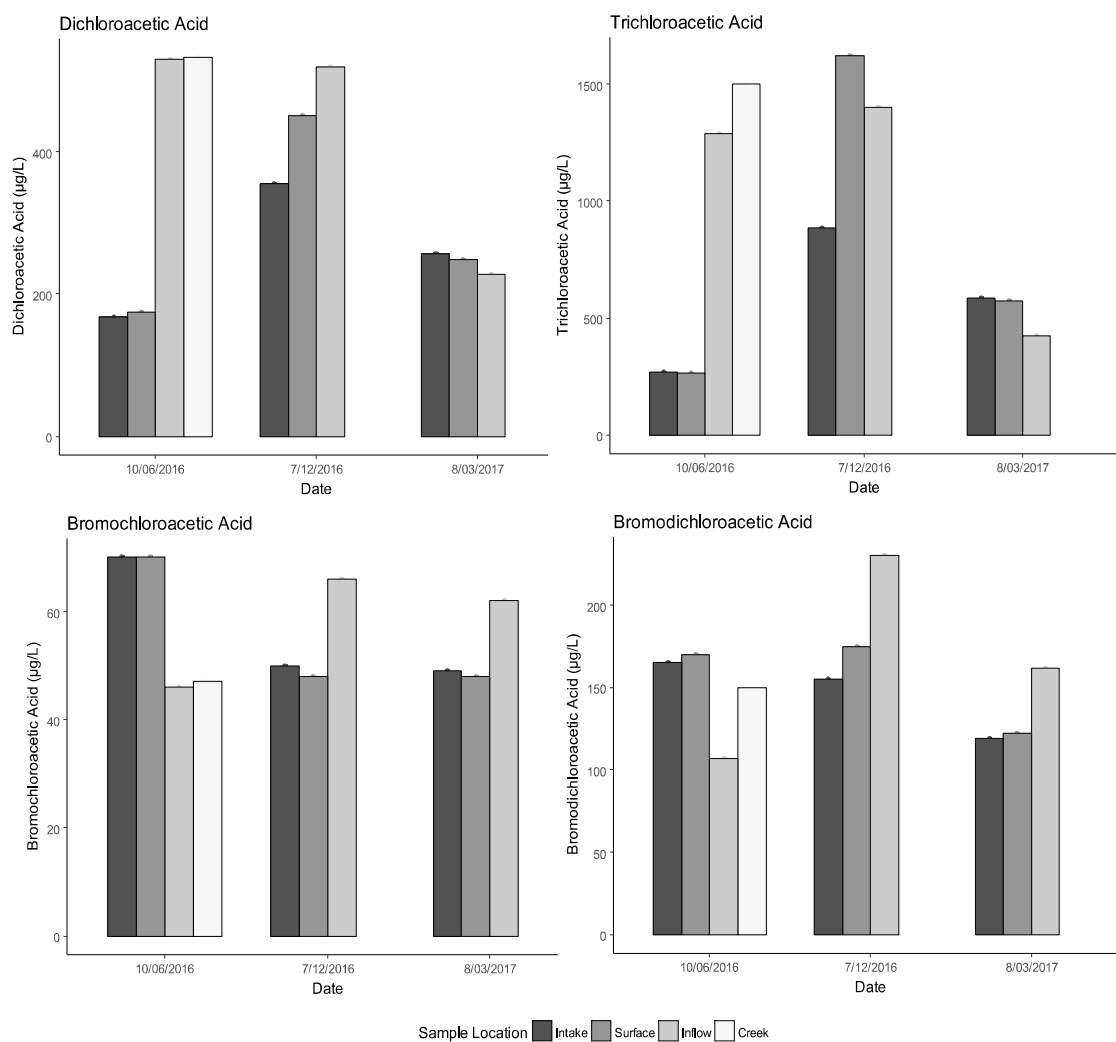 Dichloroacetic Acid
Dichloroacetic Acid (µg/L)
400
200
0
10/06/2016 7/12/2016 8/03/2017
Date
Trichloroacetic Acid
Trichloroacetic Acid (µg/L)
1500
1000
500
0
10/06/2016 7/12/2016 8/03/2017
Date
Bromochloroacetic Acid
Bromochloroacetic Acid (µg/L)
60
40
20
0
10/06/2016 7/12/2016 8/03/2017
Date
Bromodichloroacetic Acid
Bromodichloroacetic Acid (µg/L)
200
150
100
50
0
10/06/2016 7/12/2016 8/03/2017
Date
Sample Location Intake Surface Inflow Creek